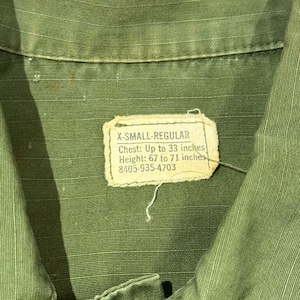 X-SMALL-REGULAR
Chest: Up to 33 inches
Height: 67 to 71 inches
8405-935-4703